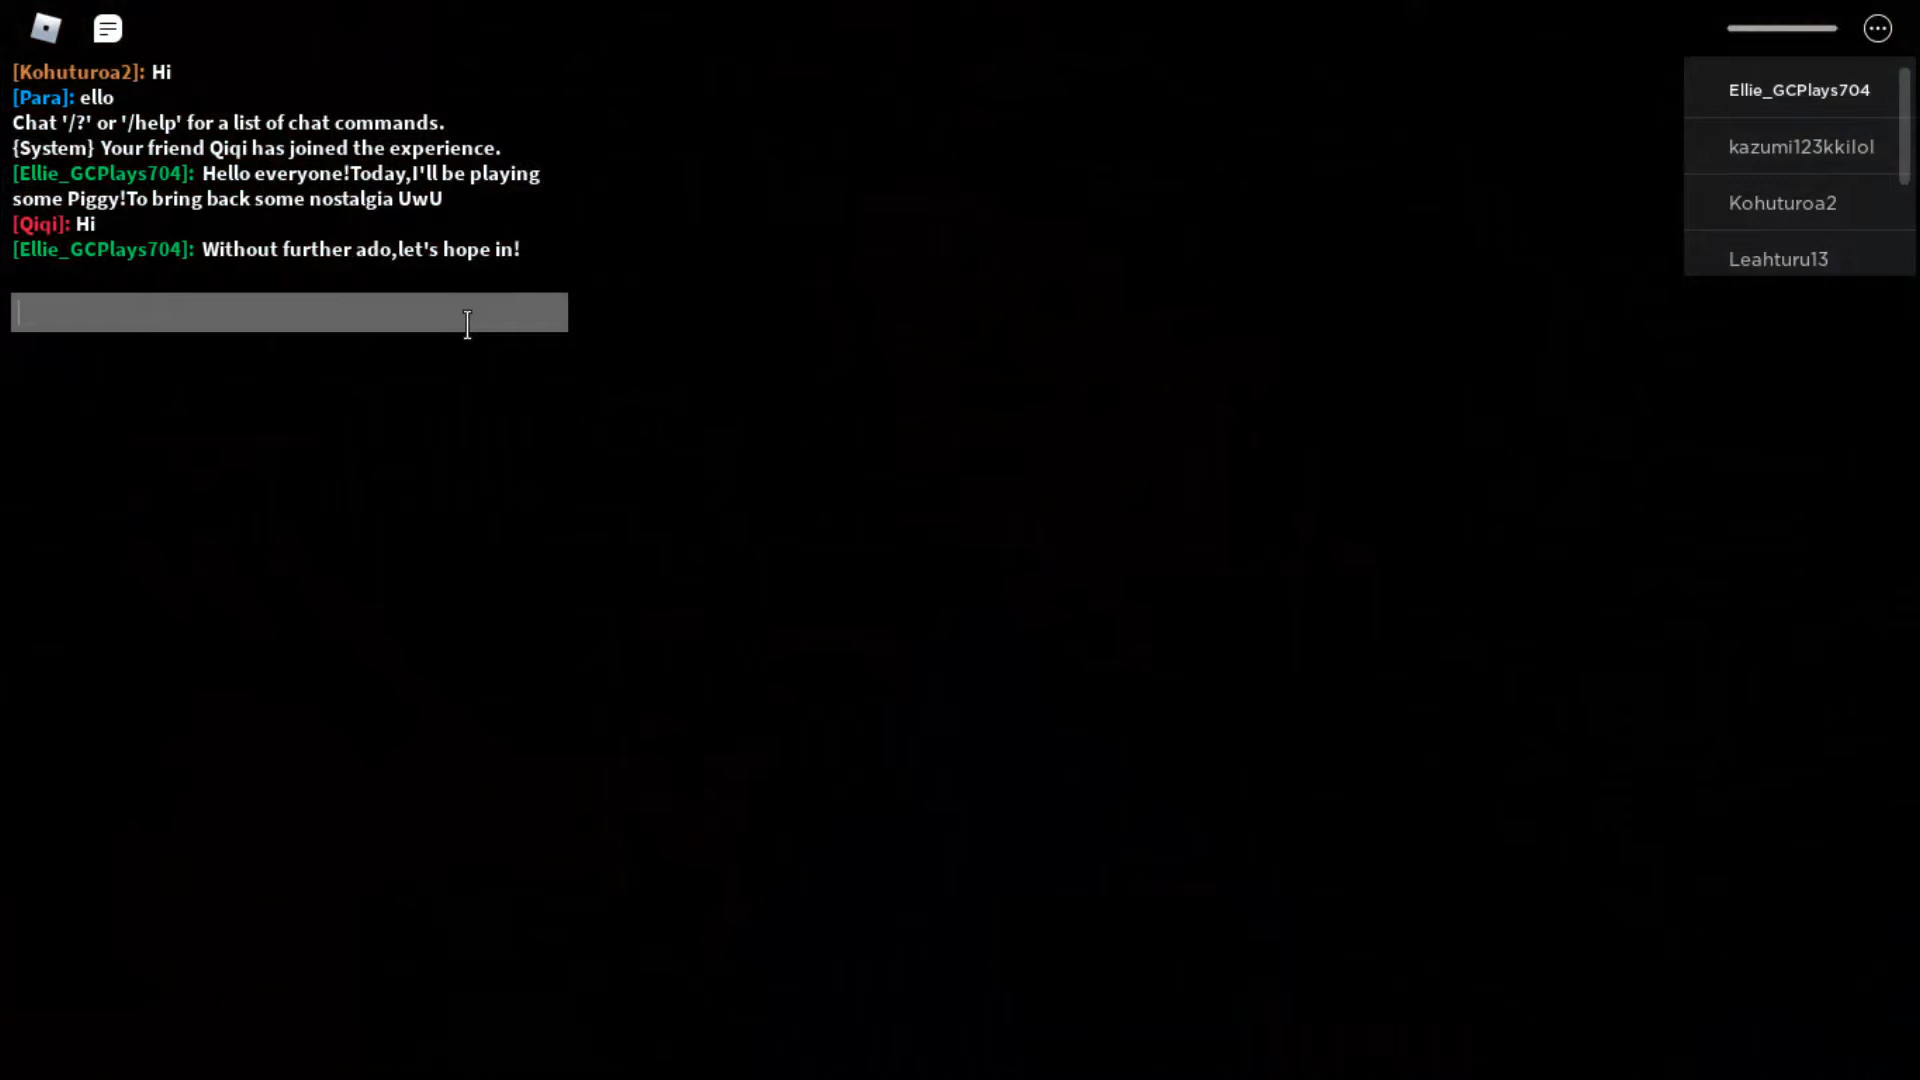 [Kohuturoa2]: Hi
[Para]: ello
Chat '/?' or '/help' for a list of chat commands.
{System} Your friend Qiqi has joined the experience.
[Ellie_GCPlays704]: Hello everyone!Today,I'll be playing
some Piggy!To bring back some nostalgia UwU
[Qiqi]: Hi
[Ellie_GCPlays704]: Without further ado,let's hope in!
Ellie_GCPlays704
kazumi123kkilol
Kohuturoa2
Leahturu13